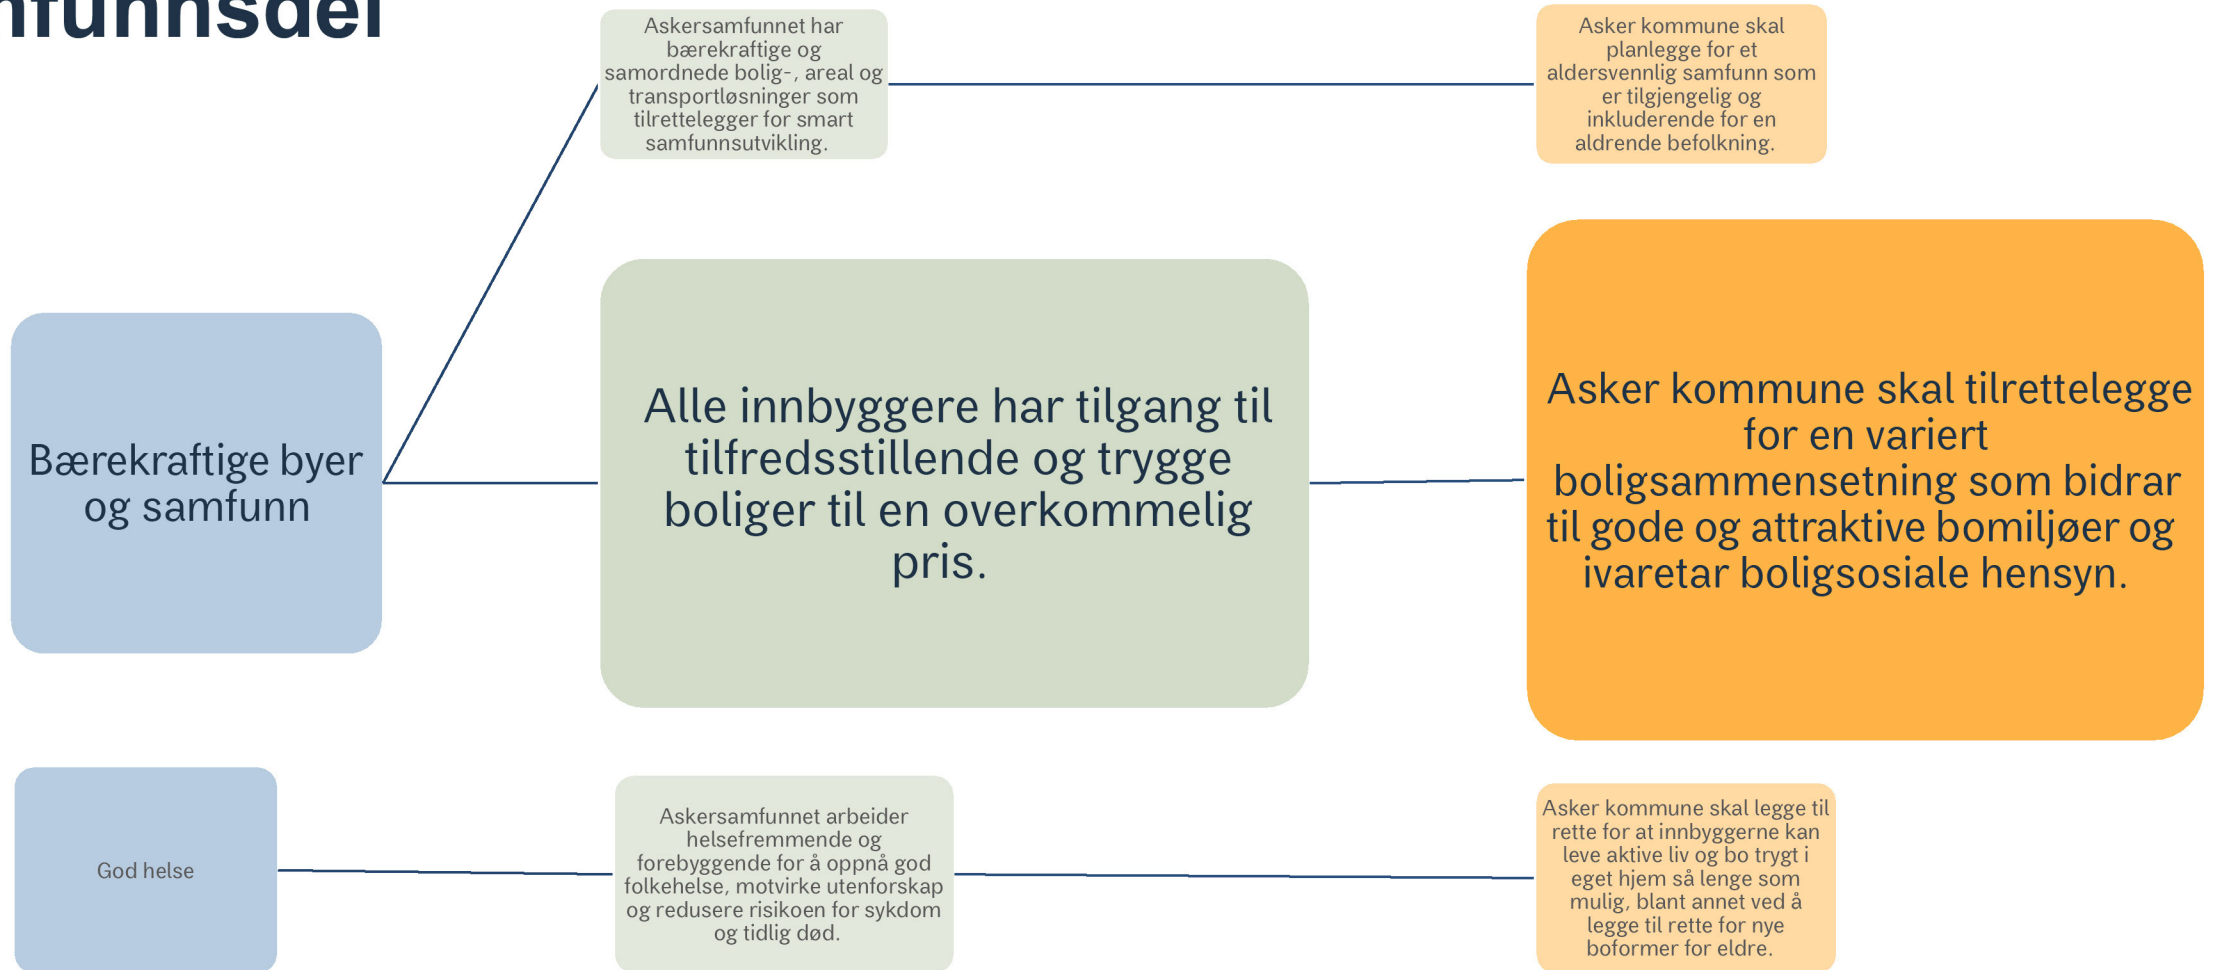 Askersamfunnet har
bærekraftige og
samordnede bolig-, areal og
transportløsninger som
tilrettelegger for smart
samfunnsutvikling.
Asker kommune skal
planlegge for et
aldersvennlig samfunn som
er tilgjengelig og
inkluderende for en
aldrende befolkning.
Bærekraftige byer
og samfunn
Alle innbyggere har tilgang til
tilfredsstillende og trygge
boliger til en overkommelig
pris.
Asker kommune skal tilrettelegge
for en variert
boligsammensetning som bidrar
til gode og attraktive bomiljøer og
ivaretar boligsosiale hensyn.
God helse
Askersamfunnet arbeider
helsefremmende og
forebyggende for å oppnå god
folkehelse, motvirke utenforskap
og redusere risikoen for sykdom
og tidlig død.
Asker kommune skal legge til
rette for at innbyggerne kan
leve aktive liv og bo trygt i
eget hjem så lenge som
mulig, blant annet ved å
legge til rette for nye
boformer for eldre.